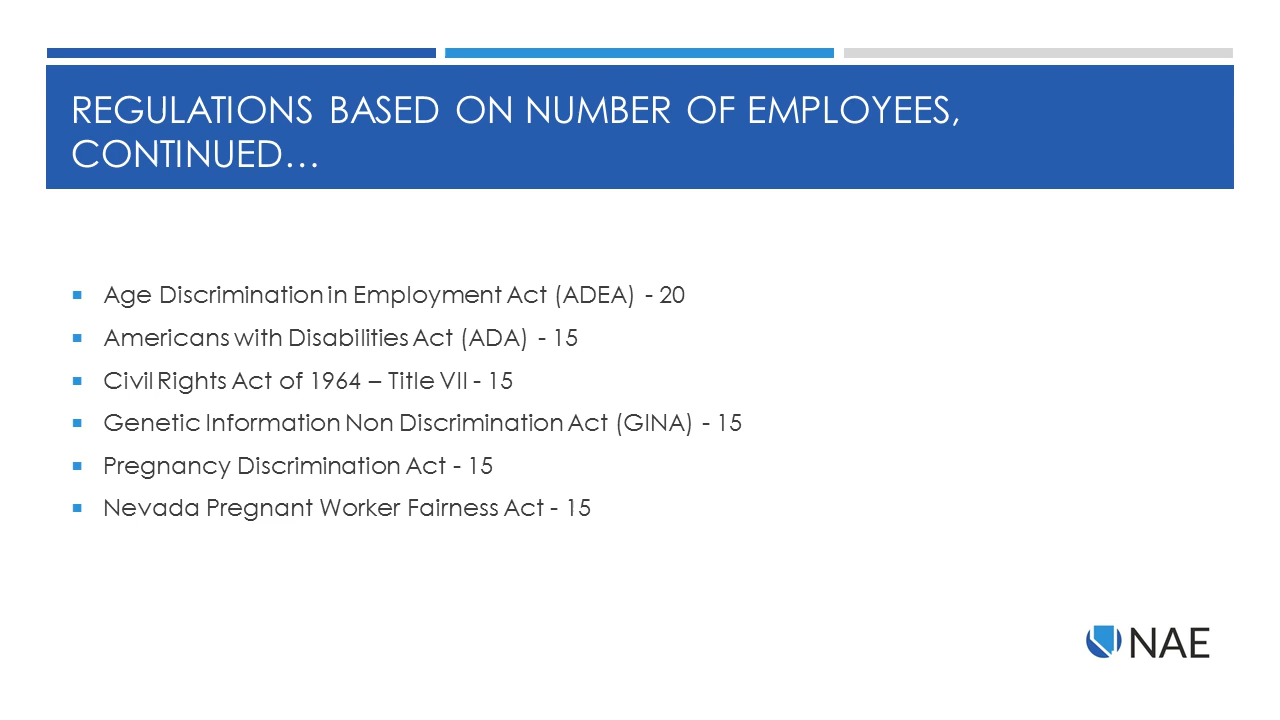 REGULATIONS BASED ON NUMBER OF EMPLOYEES,
CONTINUED…
Age Discrimination in Employment Act (ADEA) - 20
Americans with Disabilities Act (ADA) - 15
Civil Rights Act of 1964 – Title VII - 15
Genetic Information Non Discrimination Act (GINA) - 15
Pregnancy Discrimination Act - 15
Nevada Pregnant Worker Fairness Act - 15
NAE